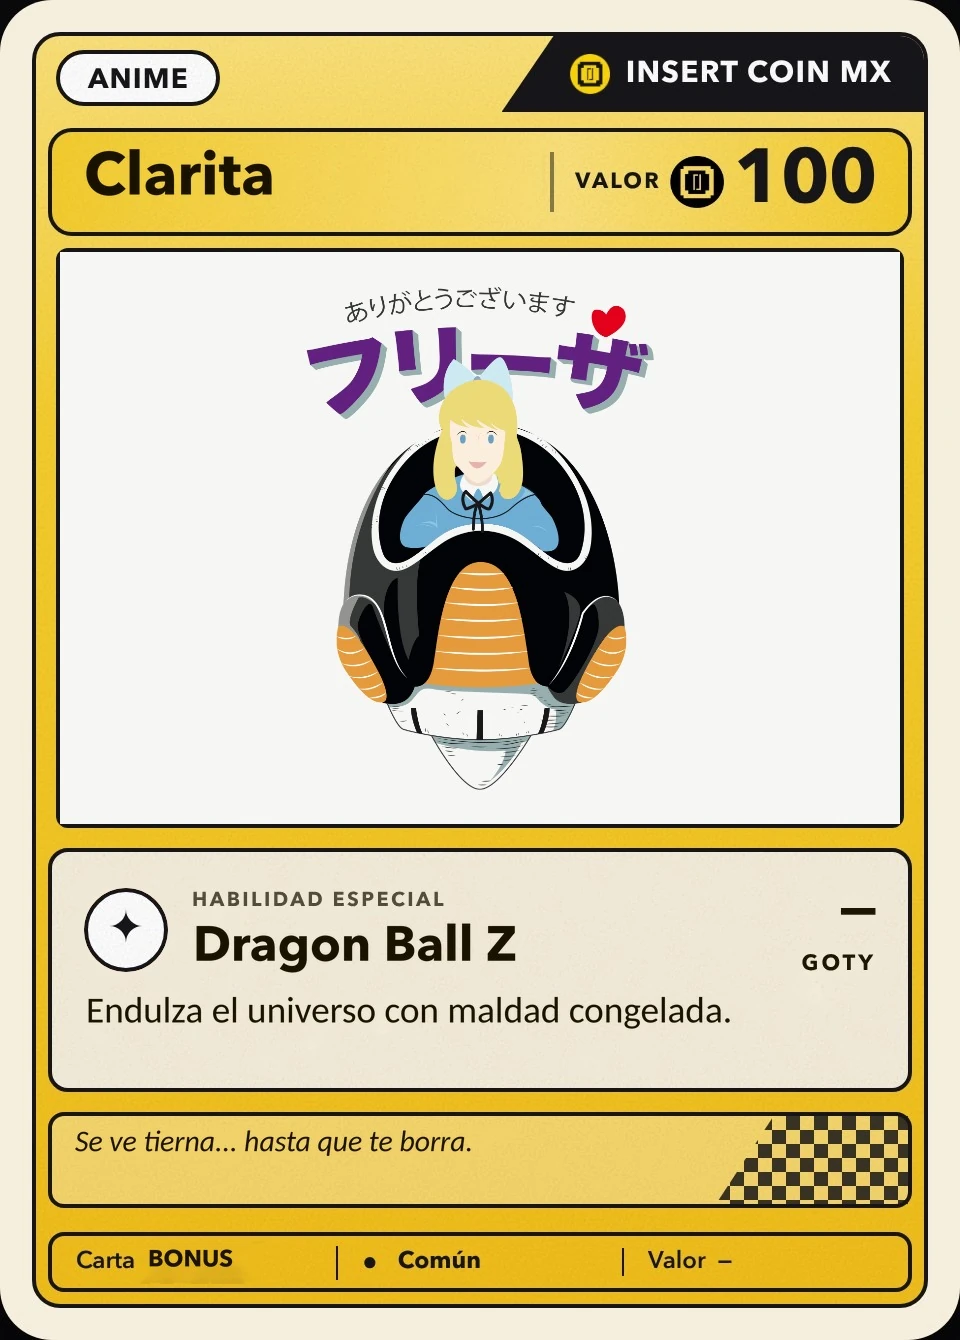 ANIME
INSERT COIN MX
Clarita
VALOR 100
ありがとうございます
フリーザ
HABILIDAD ESPECIAL
Dragon Ball Z
—
GOTY
Endulza el universo con maldad congelada.
Se ve tierna... hasta que te borra.
Carta BONUS
• Común
Valor –